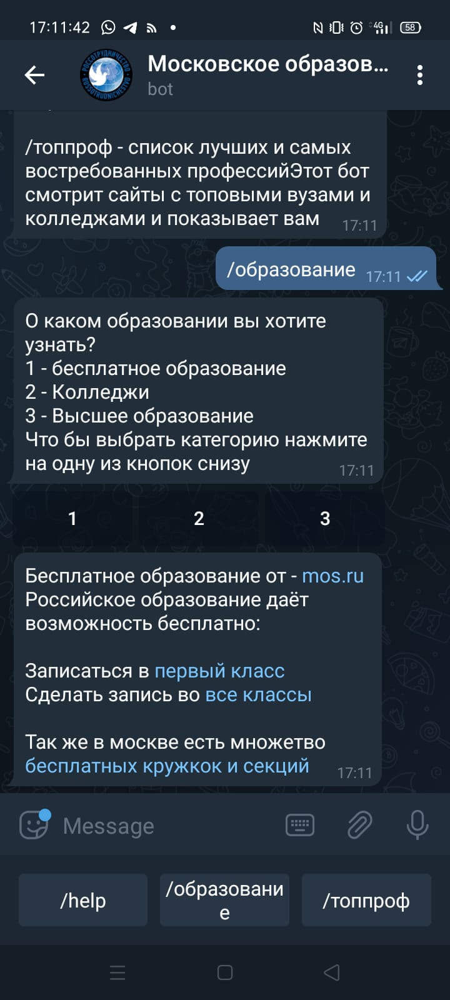 17:11:42
4G
58
РОССОТРУДНИЧЕСТВО
ROSSOTRUDNICHESTVO
Московское образов...
bot
/топпроф - список лучших и самых
востребованных профессийЭтот бот
смотрит сайты с топовыми вузами и
колледжами и показывает вам 17:11
/образование 17:11
О каком образовании вы хотите
узнать?
1 - бесплатное образование
2 - Колледжи
3 - Высшее образование
Что бы выбрать категорию нажмите
на одну из кнопок снизу 17:11
1 2 3
Бесплатное образование от - mos.ru
Российское образование даёт
возможность бесплатно:
Записаться в первый класс
Сделать запись во все классы
Так же в москве есть множетво
бесплатных кружкок и секций 17:11
Message
/help
/образовани
е
/топпроф